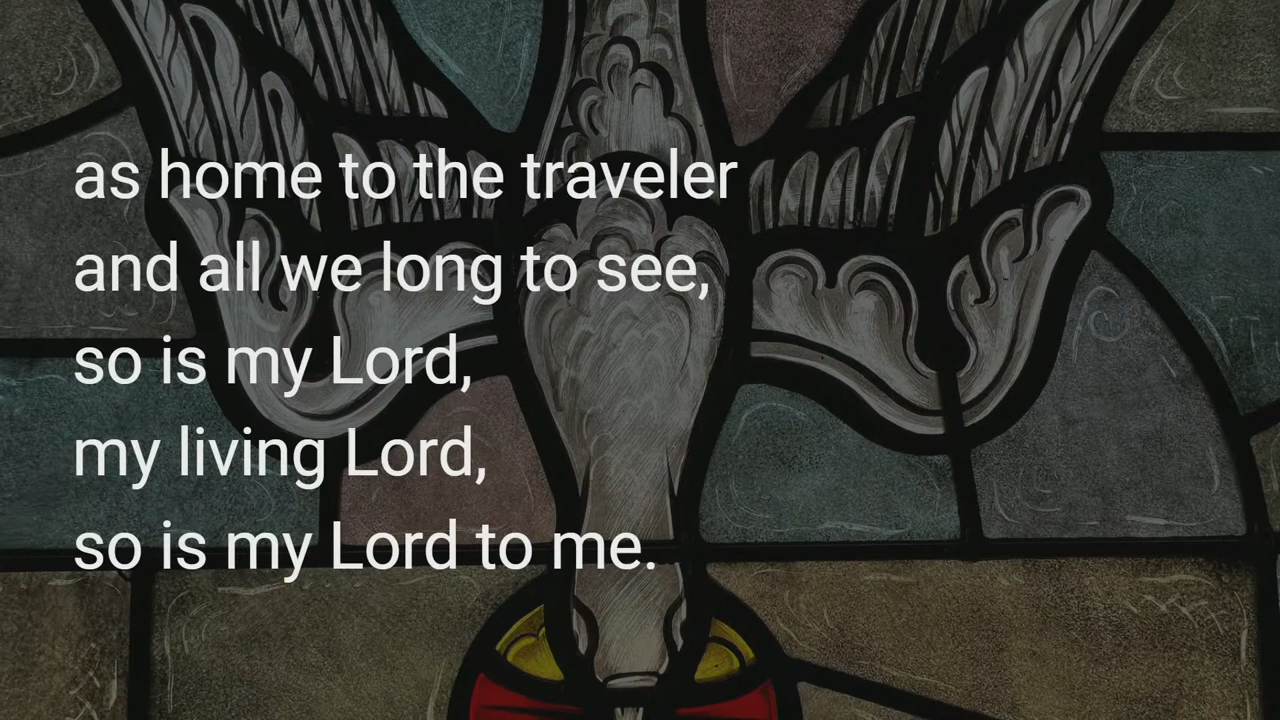 as home to the traveler
and all we long to see,
so is my Lord,
my living Lord,
so is my Lord to me.